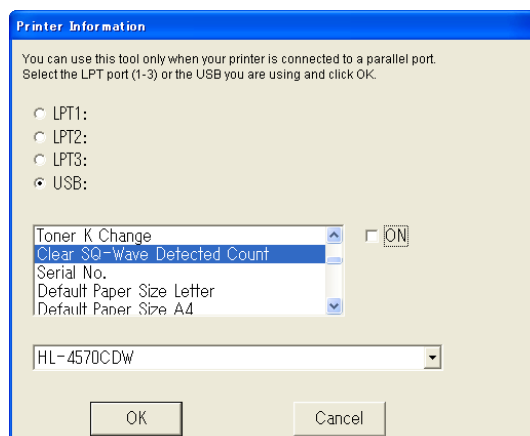 Printer Information
You can use this tool only when your printer is connected to a parallel port.
Select the LPT port (1-3) or the USB you are using and click OK.
LPT1:
LPT2:
LPT3:
USB:
Toner K Change
ON
Clear SQ-Wave Detected Count
Serial No.
Default Paper Size Letter
Default Paper Size A4
HL-4570CDW
OK
Cancel